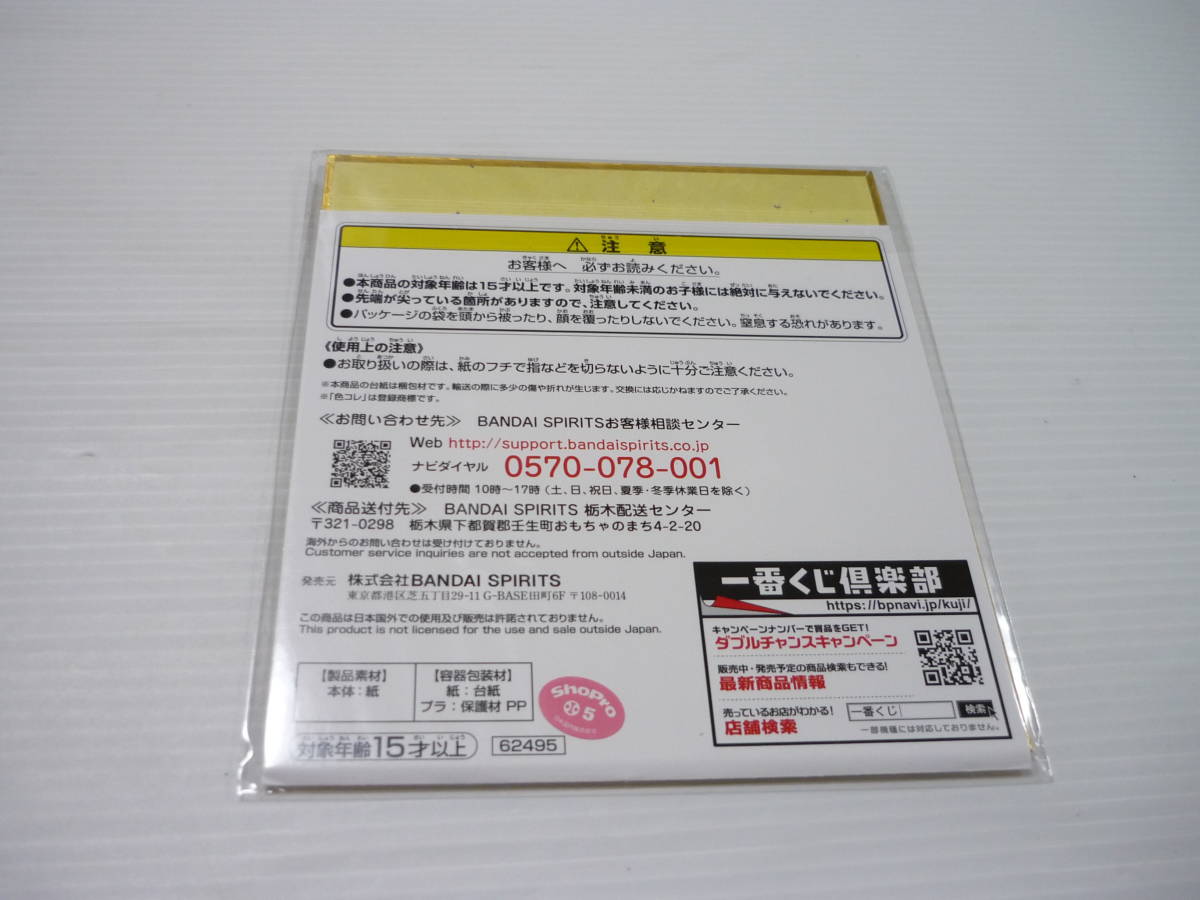 ⚠注意
お客様へ 必ずお読みください。
●本商品の対象年齢は15才以上です。対象年齢未満のお子様には絶対に与えないでください。
●先端が尖っている箇所がありますので、注意してください。
●パッケージの袋を頭から被ったり、顔を覆ったりしないでください。窒息する恐れがあります。
《使用上の注意》
●お取り扱いの際は、紙のフチで指などを切らないように十分ご注意ください。
※本商品の台紙は梱包材です。輸送の際に多少の傷や折れが生じます。交換には応じかねますのでご了承ください。
※「色コレ」は登録商標です。
≪お問い合わせ先≫ BANDAI SPIRITSお客様相談センター
Web http://support.bandaispirits.co.jp
ナビダイヤル 0570-078-001
●受付時間 10時～17時(土、日、祝日、夏季・冬季休業日を除く)
≪商品送付先≫ BANDAI SPIRITS 栃木配送センター
〒321-0298 栃木県下都賀郡壬生町おもちゃのまち4-2-20
海外からのお問い合わせは受け付けておりません。
Customer service inquiries are not accepted from outside Japan.
発売元 株式会社BANDAI SPIRITS
東京都港区芝五丁目29-11 G-BASE田町6F 〒108-0014
この商品は日本国外での使用及び販売は許諾されておりません。
This product is not licensed for the use and sale outside Japan.
【製品素材】
本体：紙
【容器包装材】
紙：台紙
プラ：保護材 PP
ShoPro
5
対象年齢15才以上
62495
一番くじ倶楽部
https://bpnavi.jp/kuji/
キャンペーンナンバーで賞品をGET!
ダブルチャンスキャンペーン
販売中・発売予定の商品検索もできる!
最新商品情報
売っているお店がわかる!
店舗検索
一番くじ 検索
一部機種には対応しておりません。